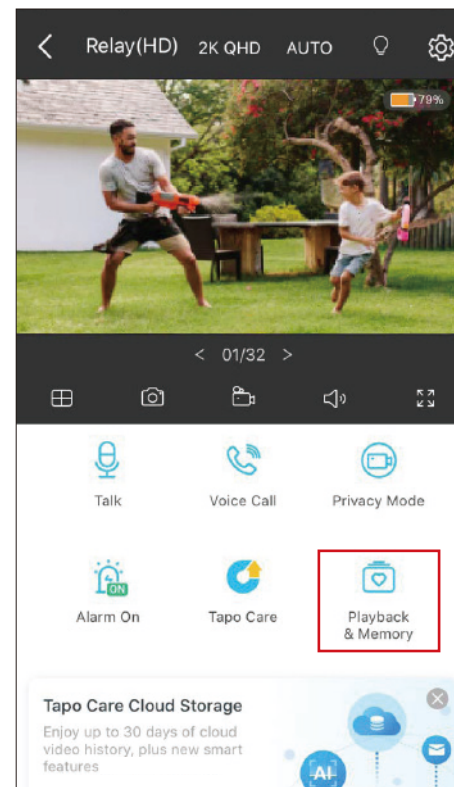 Relay(HD) 2K QHD AUTO
79%
< 01/32 >
Talk Voice Call Privacy Mode
ON
Alarm On Tapo Care Playback
& Memory
Tapo Care Cloud Storage
Enjoy up to 30 days of cloud
video history, plus new smart
features
AI